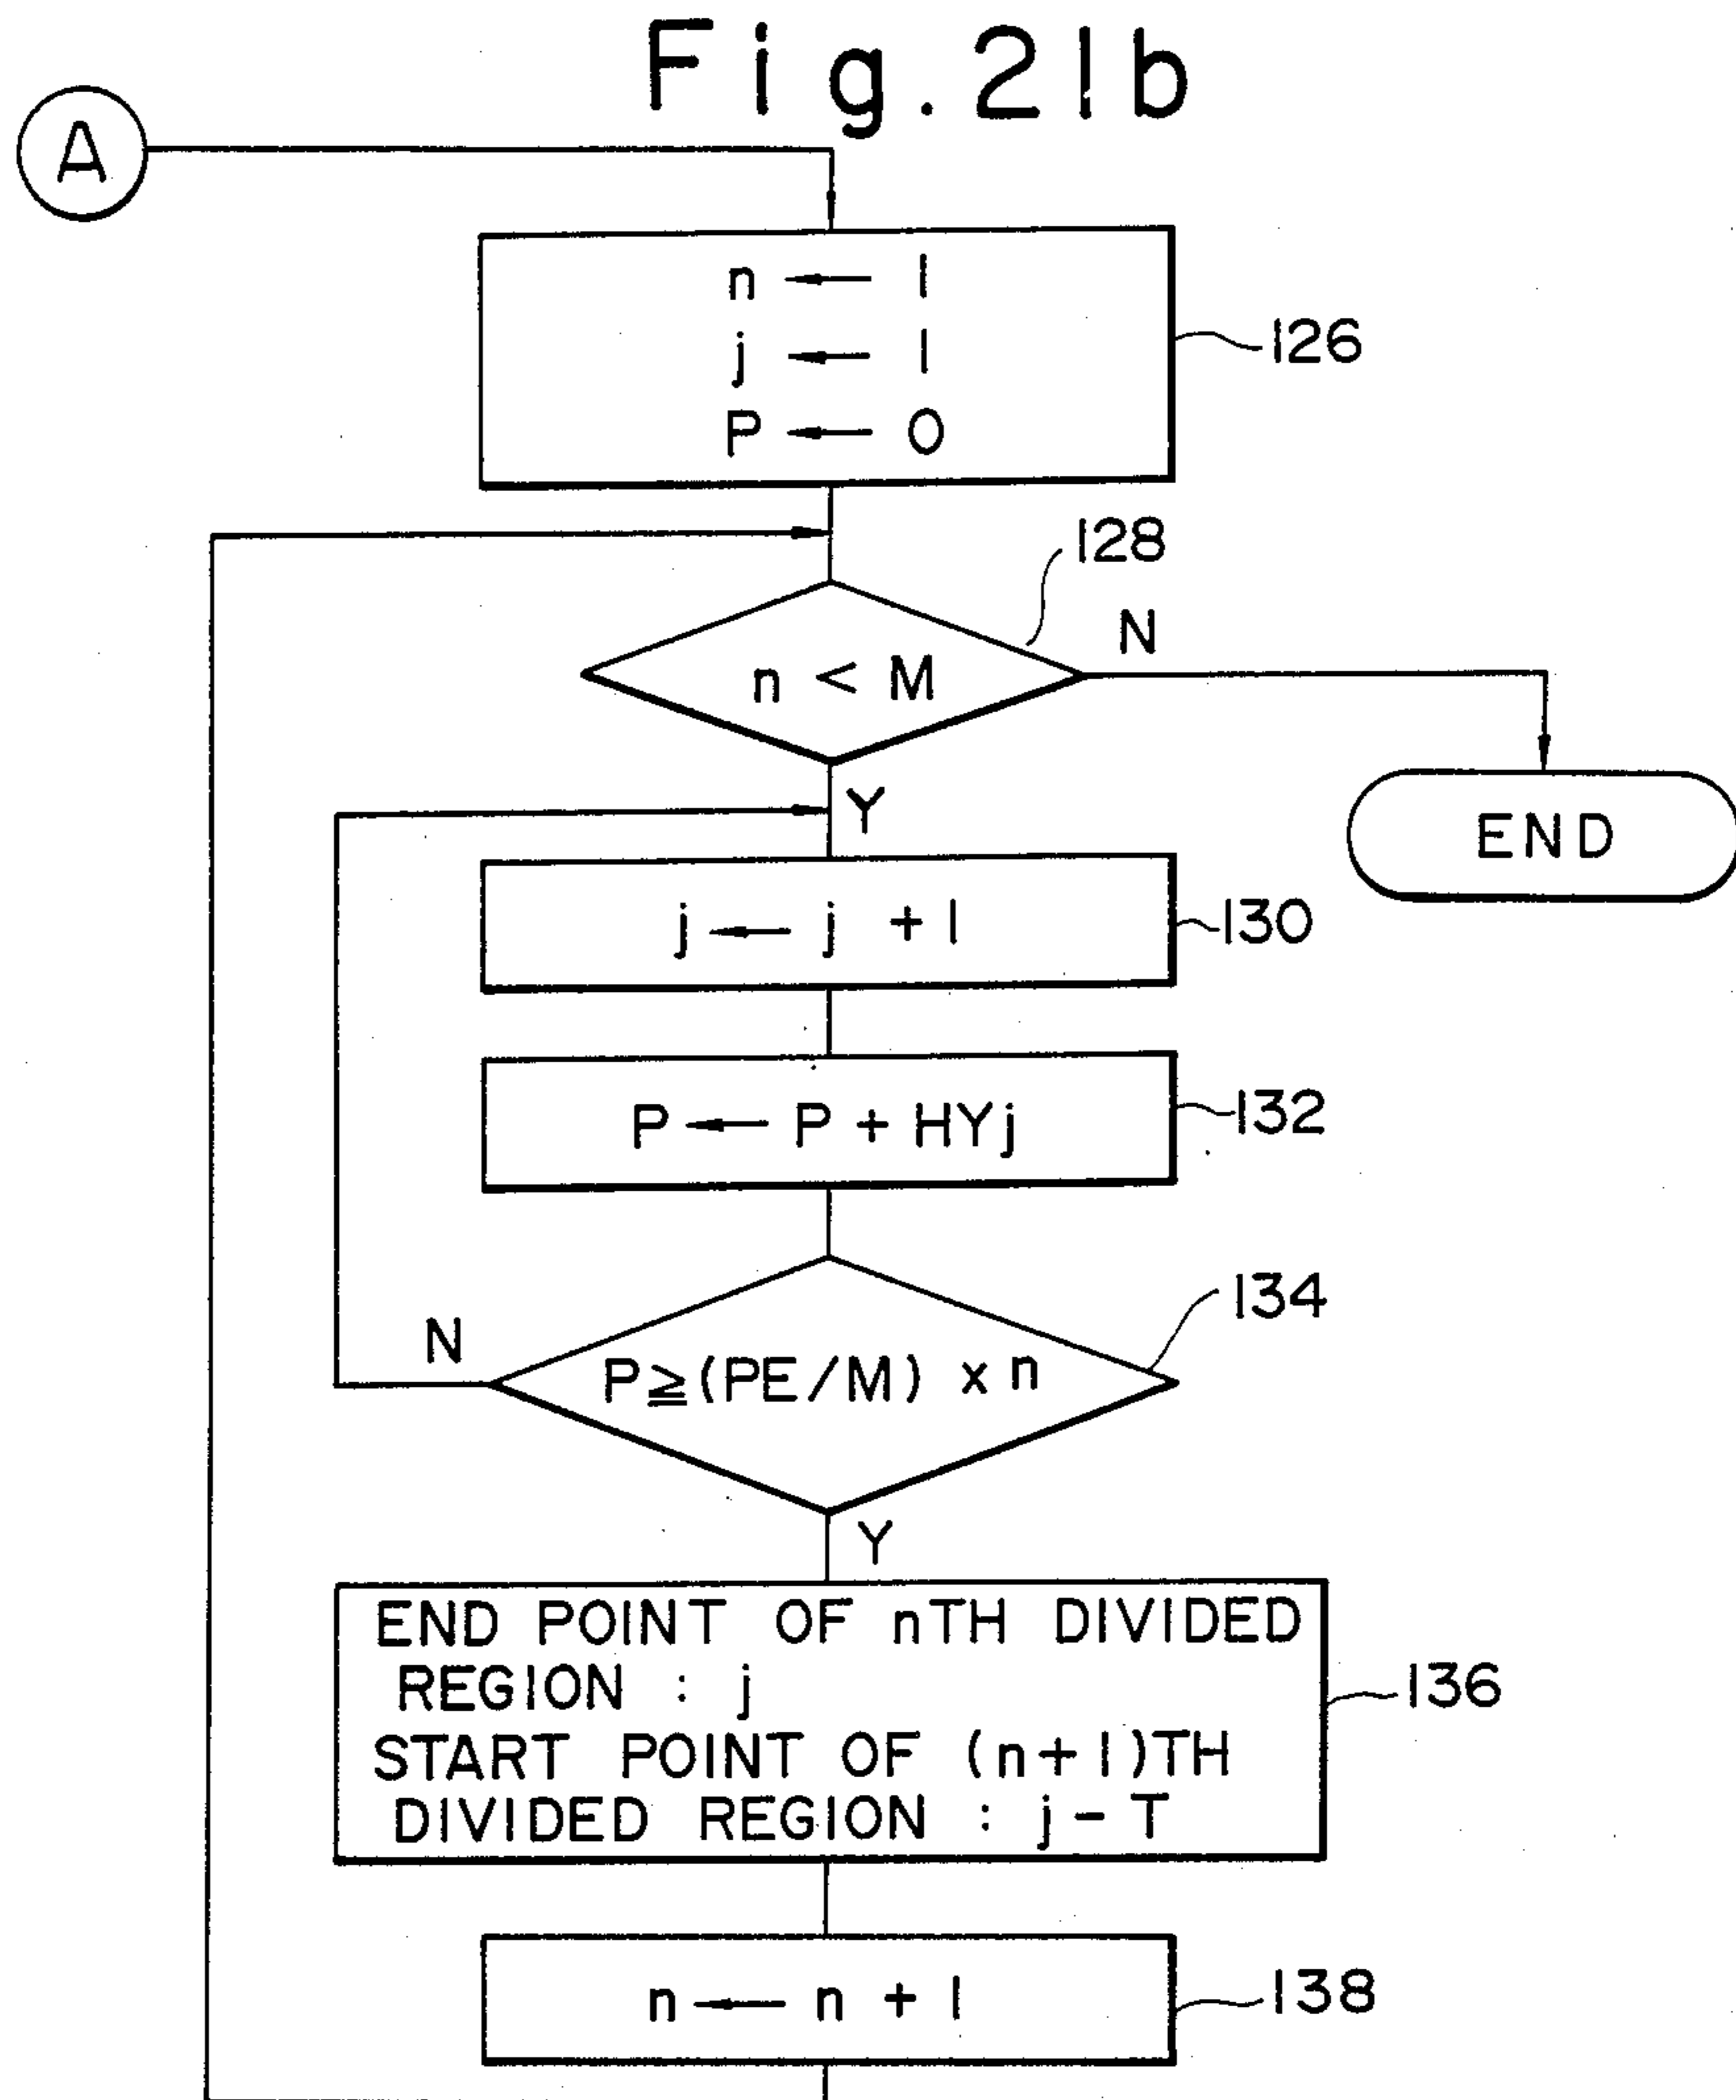 Fig. 21b
A
n ← 1
j ← 1
P ← 0
126
128
n < M
N
Y
END
j ← j + 1
130
P ← P + HYj
132
134
N
P≧(PE/M) x n
Y
END POINT OF nTH DIVIDED
REGION : j
START POINT OF (n+1)TH
DIVIDED REGION : j - T
136
n ← n + 1
138